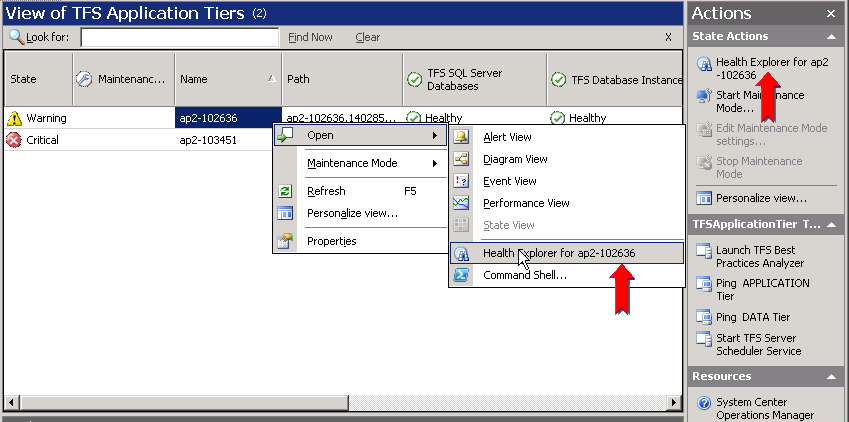 View of TFS Application Tiers (2)
Look for:
Find Now
Clear
X
State
Maintenanc...
Name
Path
TFS SQL Server
Databases
TFS Database Instance
Warning
ap2-102636
ap2-102636.140285...
Healthy
Healthy
Critical
ap2-103451
Open
Maintenance Mode
Refresh F5
Personalize view...
Properties
Alert View
Diagram View
Event View
Performance View
State View
Health Explorer for ap2-102636
Command Shell...
Actions
State Actions
Health Explorer for ap2
-102636
Start Maintenance
Mode...
Edit Maintenance Mode
settings...
Stop Maintenance
Mode
Personalize view...
TFSApplicationTier T...
Launch TFS Best
Practices Analyzer
Ping APPLICATION
Tier
Ping DATA Tier
Start TFS Server
Scheduler Service
Resources
System Center
Operations Manager